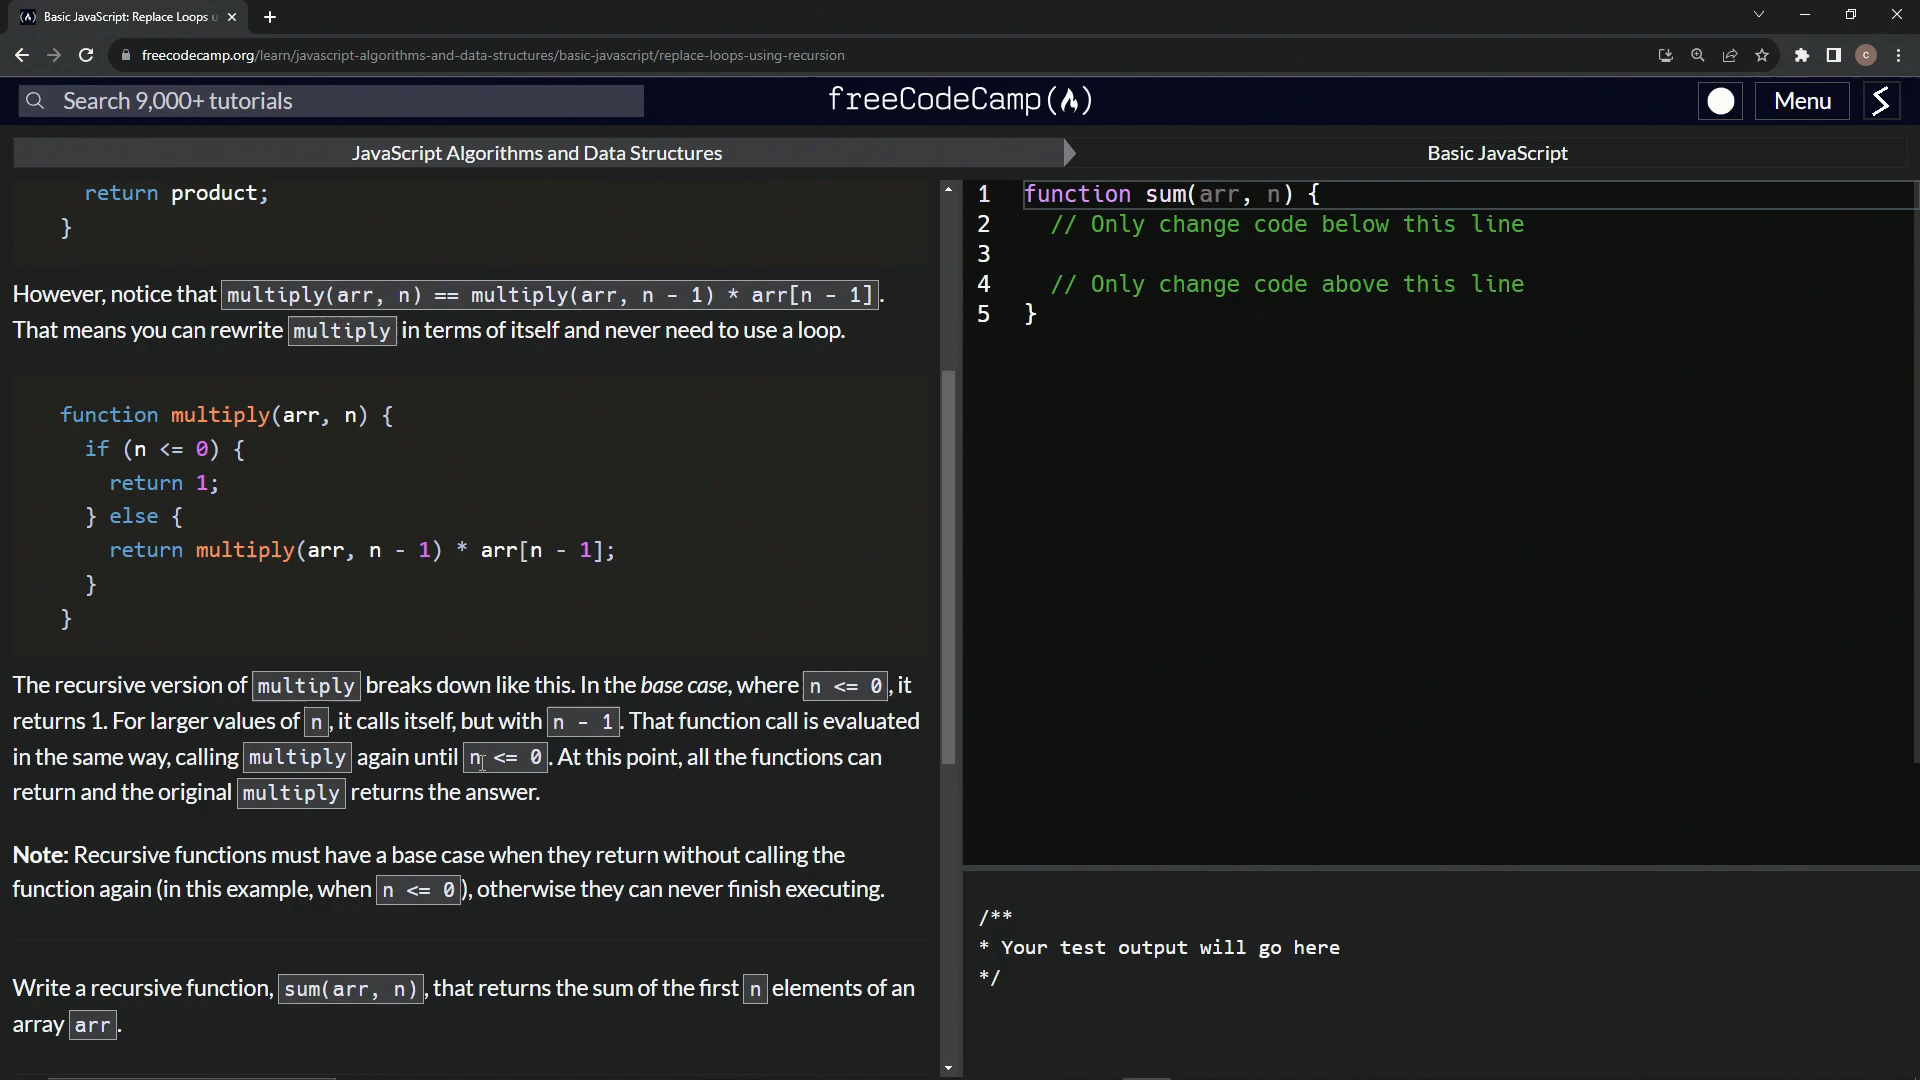 Basic JavaScript: Replace Loops u
freecodecamp.org/learn/javascript-algorithms-and-data-structures/basic-javascript/replace-loops-using-recursion
C
Search 9,000+ tutorials
freeCodeCamp
Menu
JavaScript Algorithms and Data Structures
Basic JavaScript
return product;
}
However, notice that multiply(arr, n) == multiply(arr, n - 1) * arr[n - 1].
That means you can rewrite multiply in terms of itself and never need to use a loop.
function multiply(arr, n) {
if (n <= 0) {
return 1;
} else {
return multiply(arr, n - 1) * arr[n - 1];
}
}
The recursive version of multiply breaks down like this. In the base case, where n <= 0, it
returns 1. For larger values of n, it calls itself, but with n - 1. That function call is evaluated
in the same way, calling multiply again until n <= 0. At this point, all the functions can
return and the original multiply returns the answer.
Note: Recursive functions must have a base case when they return without calling the
function again (in this example, when n <= 0), otherwise they can never finish executing.
Write a recursive function, sum(arr, n), that returns the sum of the first n elements of an
array arr.
1 function sum(arr, n) {
2 // Only change code below this line
3
4 // Only change code above this line
5 }
/**
* Your test output will go here
*/